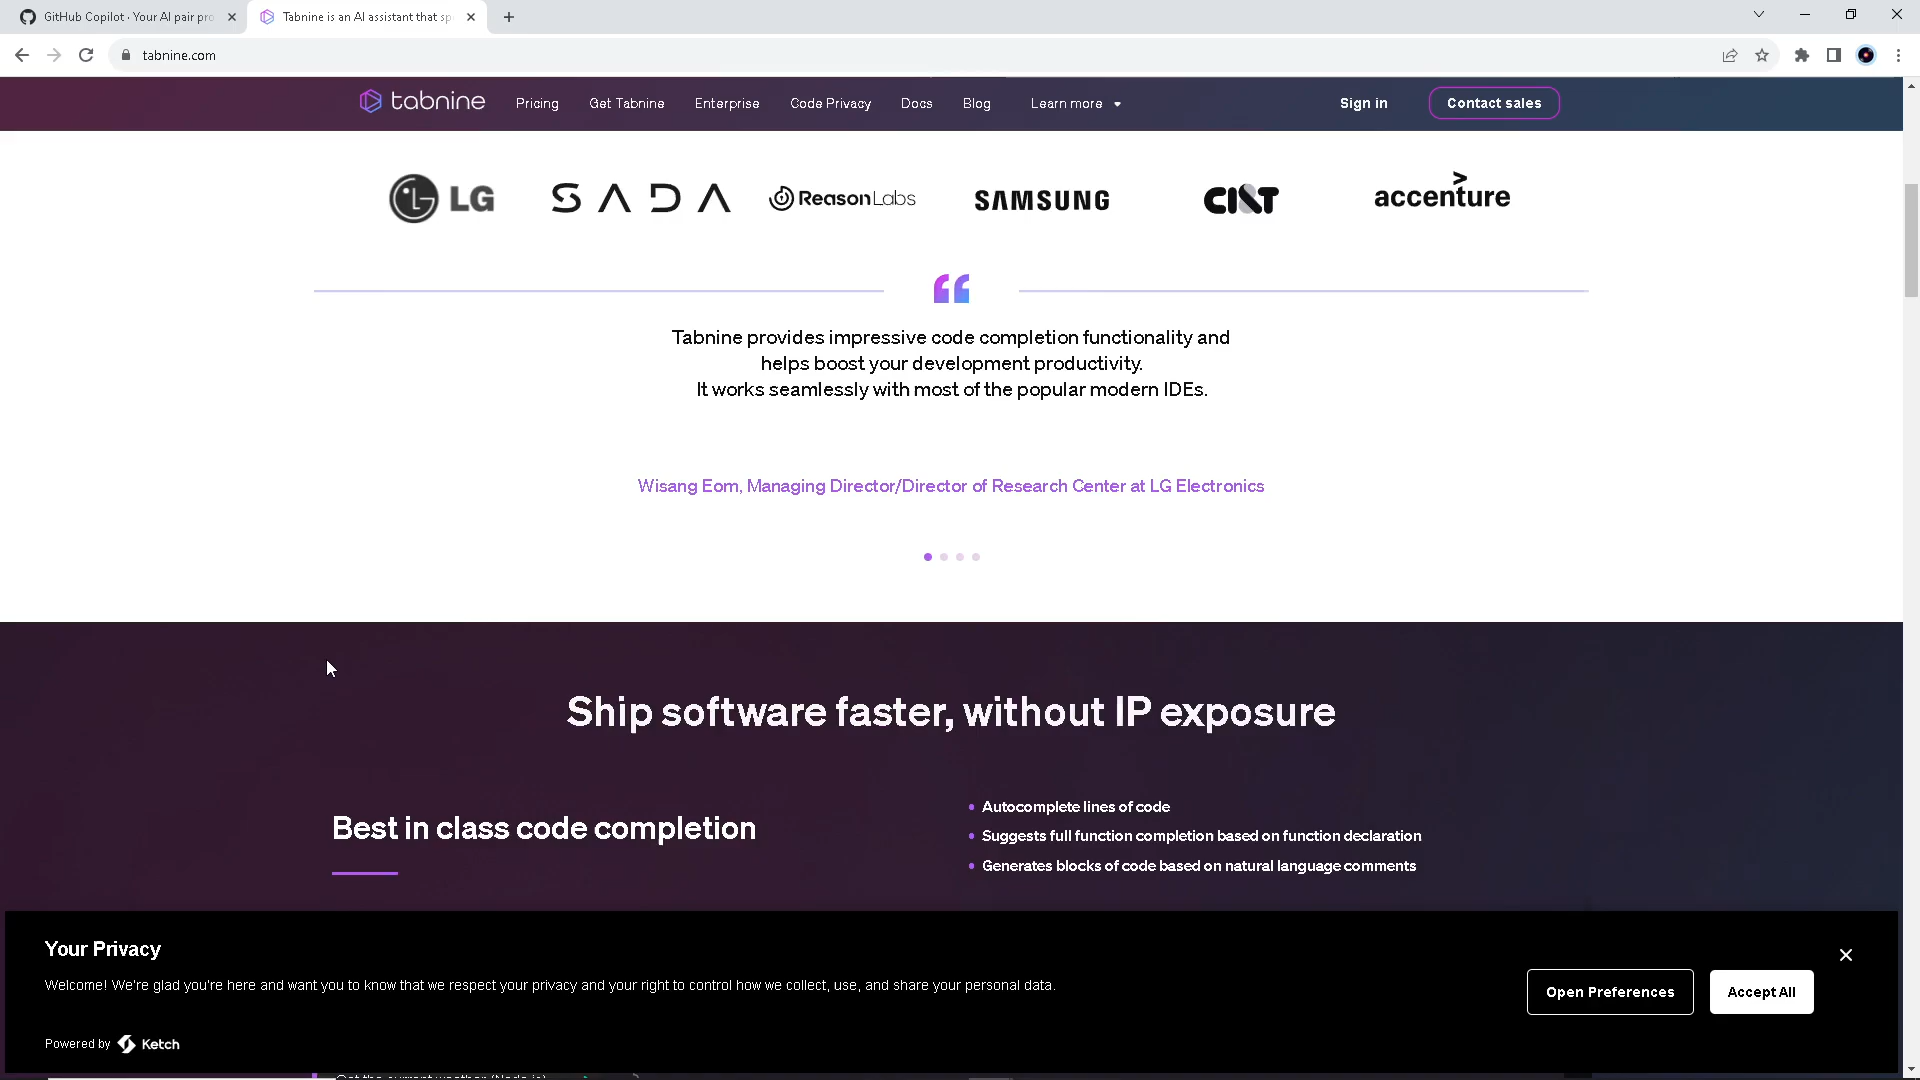 GitHub Copilot · Your AI pair pro
Tabnine is an AI assistant that sp
tabnine.com
tabnine
Pricing
Get Tabnine
Enterprise
Code Privacy
Docs
Blog
Learn more
Sign in
Contact sales
LG
SADA
ReasonLabs
SAMSUNG
CI&T
accenture
Tabnine provides impressive code completion functionality and
helps boost your development productivity.
It works seamlessly with most of the popular modern IDEs.
Wisang Eom, Managing Director/Director of Research Center at LG Electronics
Ship software faster, without IP exposure
Best in class code completion
Autocomplete lines of code
Suggests full function completion based on function declaration
Generates blocks of code based on natural language comments
Your Privacy
Welcome! We're glad you're here and want you to know that we respect your privacy and your right to control how we collect, use, and share your personal data.
Open Preferences
Accept All
Powered by Ketch